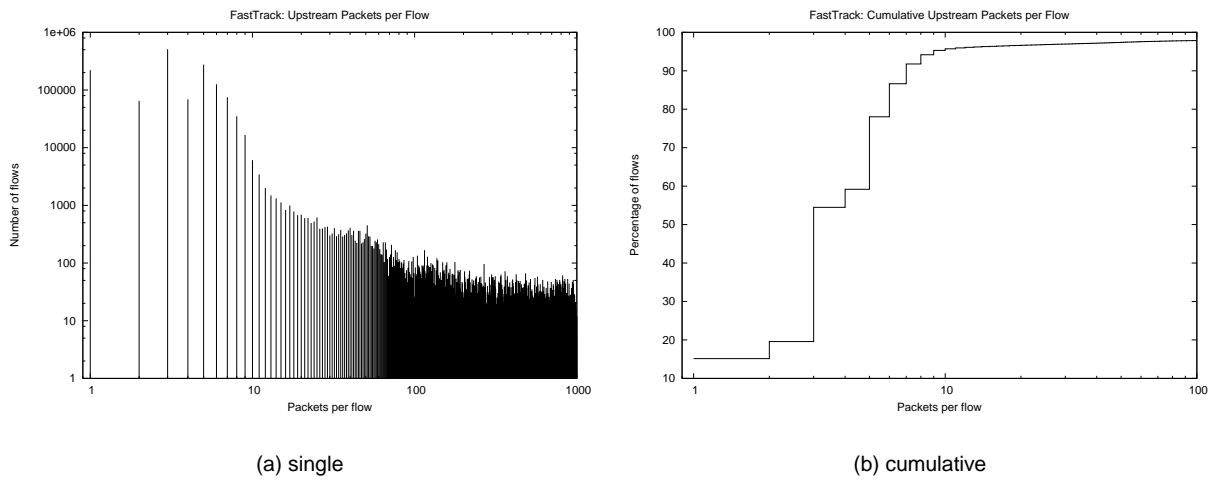 FastTrack: Upstream Packets per Flow
1e+06
100000
10000
1000
100
10
1
Number of flows
1
10
100
1000
Packets per flow
(a) single
FastTrack: Cumulative Upstream Packets per Flow
100
90
80
70
60
50
40
30
20
10
Percentage of flows
1
10
100
Packets per flow
(b) cumulative